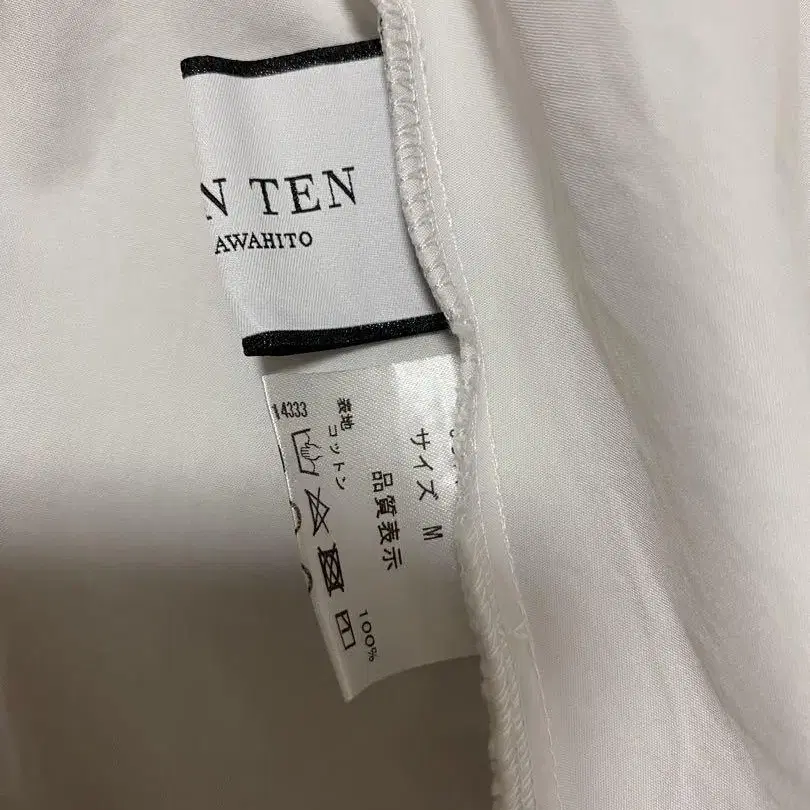 N TEN
AWAHITO
サイズ M
品質表示
表地
コットン 100%
14333